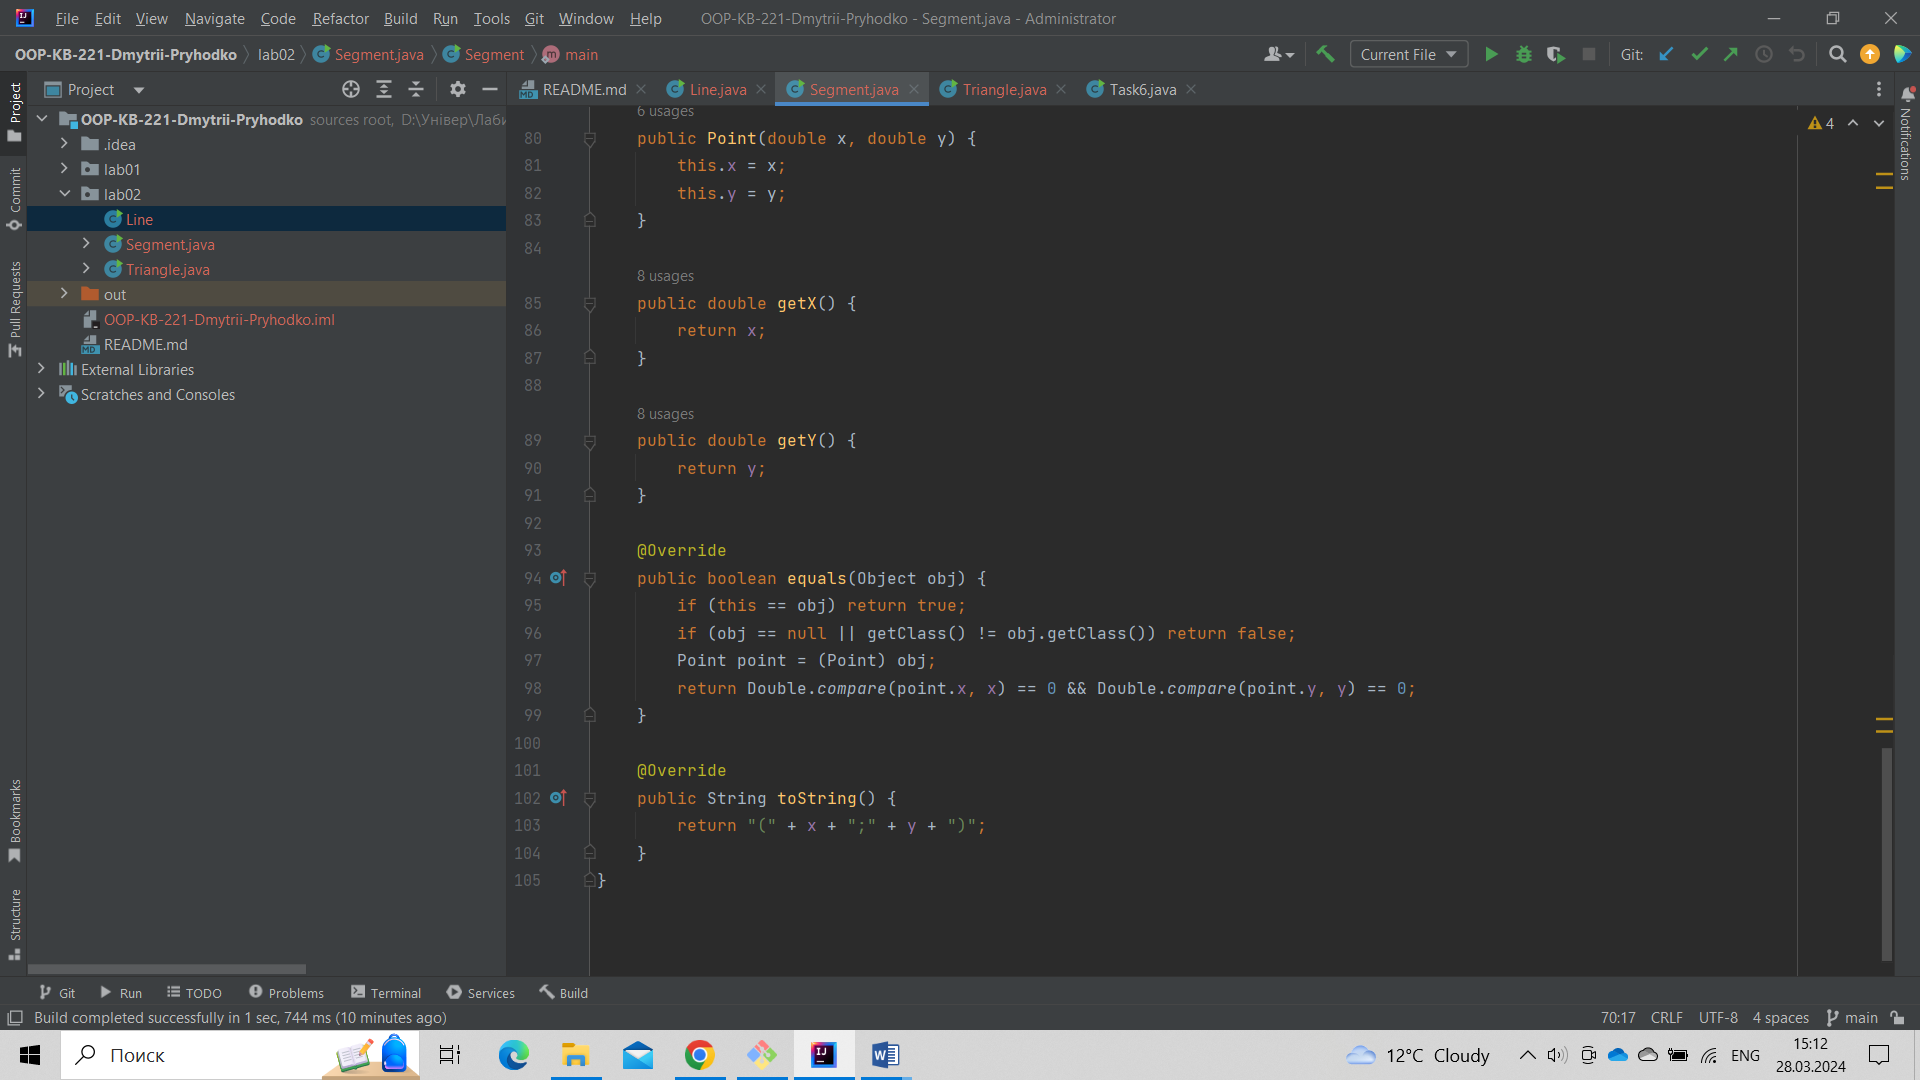 File Edit View Navigate Code Refactor Build Run Tools Git Window Help OOP-KB-221-Dmytrii-Pryhodko - Segment.java - Administrator
OOP-KB-221-Dmytrii-Pryhodko lab02 Segment.java Segment main
Current File Git:
Project
README.md Line.java Segment.java Triangle.java Task6.java
OOP-KB-221-Dmytrii-Pryhodko sources root, D:\Універ\Лаби
.idea
lab01
lab02
Line
Segment.java
Triangle.java
out
OOP-KB-221-Dmytrii-Pryhodko.iml
README.md
External Libraries
Scratches and Consoles
Project
Commit
Pull Requests
Bookmarks
Structure
Notifications
4
6 usages
80 public Point(double x, double y) {
81 this.x = x;
82 this.y = y;
83 }
84
8 usages
85 public double getX() {
86 return x;
87 }
88
8 usages
89 public double getY() {
90 return y;
91 }
92
93 @Override
94 public boolean equals(Object obj) {
95 if (this == obj) return true;
96 if (obj == null || getClass() != obj.getClass()) return false;
97 Point point = (Point) obj;
98 return Double.compare(point.x, x) == 0 && Double.compare(point.y, y) == 0;
99 }
100
101 @Override
102 public String toString() {
103 return "(" + x + ";" + y + ")";
104 }
105 }
Git Run TODO Problems Terminal Services Build
Build completed successfully in 1 sec, 744 ms (10 minutes ago)
70:17 CRLF UTF-8 4 spaces main
Поиск
12°C Cloudy
ENG
15:12
28.03.2024